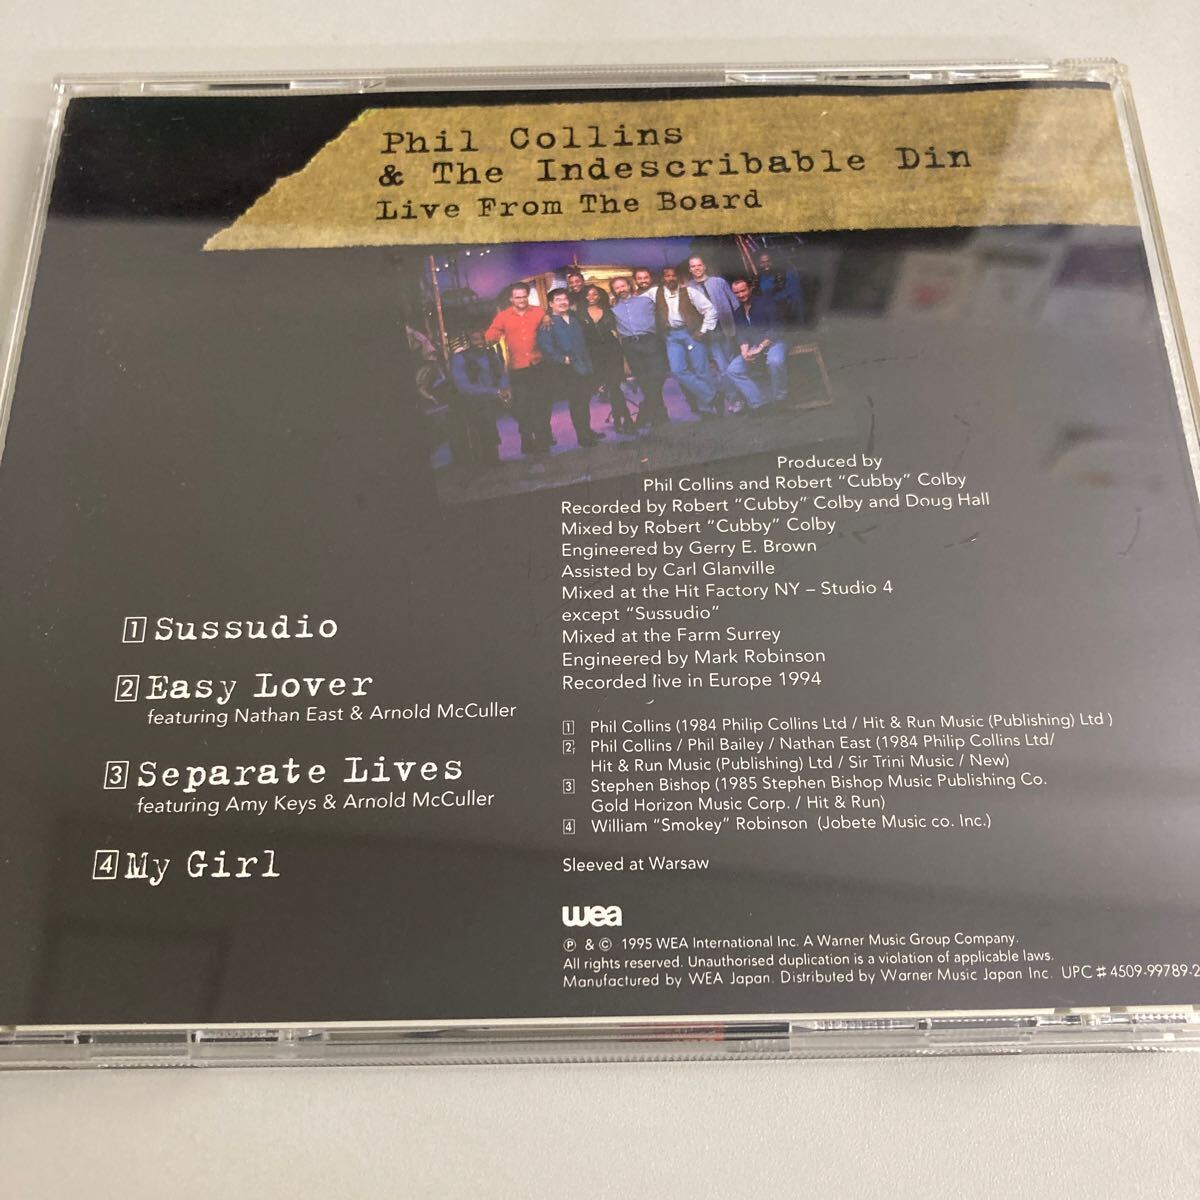 Phil Collins
& The Indescribable Din
Live From The Board
Produced by
Phil Collins and Robert “Cubby” Colby
Recorded by Robert “Cubby” Colby and Doug Hall
Mixed by Robert “Cubby” Colby
Engineered by Gerry E. Brown
Assisted by Carl Glanville
Mixed at the Hit Factory NY – Studio 4
except “Sussudio”
Mixed at the Farm Surrey
Engineered by Mark Robinson
Recorded live in Europe 1994
1 Sussudio
2 Easy Lover
featuring Nathan East & Arnold McCuller
3 Separate Lives
featuring Amy Keys & Arnold McCuller
4 My Girl
1 Phil Collins (1984 Philip Collins Ltd / Hit & Run Music (Publishing) Ltd )
2 Phil Collins / Phil Bailey / Nathan East (1984 Philip Collins Ltd/
Hit & Run Music (Publishing) Ltd / Sir Trini Music / New)
3 Stephen Bishop (1985 Stephen Bishop Music Publishing Co.
Gold Horizon Music Corp. / Hit & Run)
4 William “Smokey” Robinson (Jobete Music co. Inc.)
Sleeved at Warsaw
wea
℗ & © 1995 WEA International Inc. A Warner Music Group Company.
All rights reserved. Unauthorised duplication is a violation of applicable laws.
Manufactured by WEA Japan. Distributed by Warner Music Japan Inc. UPC♯4509-99789-2